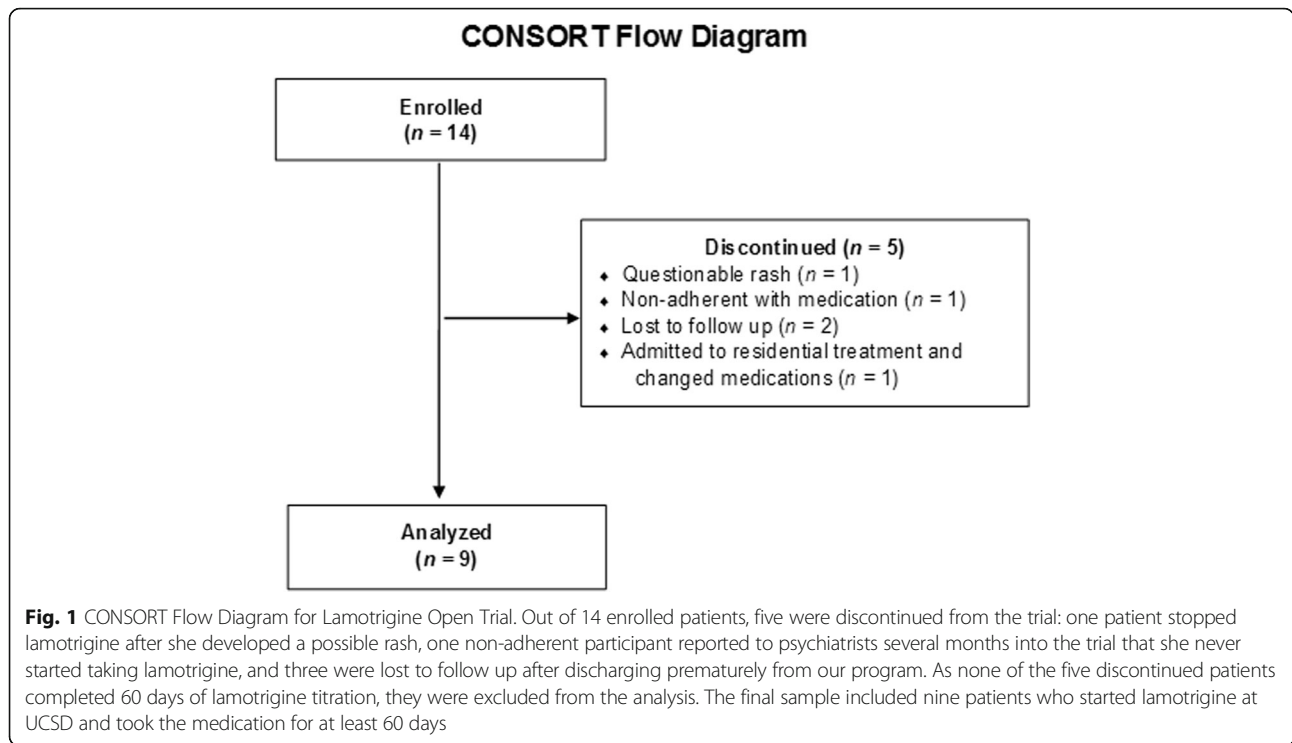 CONSORT Flow Diagram
Enrolled
(n = 14)
Discontinued (n = 5)
♦ Questionable rash (n = 1)
♦ Non-adherent with medication (n = 1)
♦ Lost to follow up (n = 2)
♦ Admitted to residential treatment and
changed medications (n = 1)
Analyzed
(n = 9)
Fig. 1 CONSORT Flow Diagram for Lamotrigine Open Trial. Out of 14 enrolled patients, five were discontinued from the trial: one patient stopped
lamotrigine after she developed a possible rash, one non-adherent participant reported to psychiatrists several months into the trial that she never
started taking lamotrigine, and three were lost to follow up after discharging prematurely from our program. As none of the five discontinued patients
completed 60 days of lamotrigine titration, they were excluded from the analysis. The final sample included nine patients who started lamotrigine at
UCSD and took the medication for at least 60 days